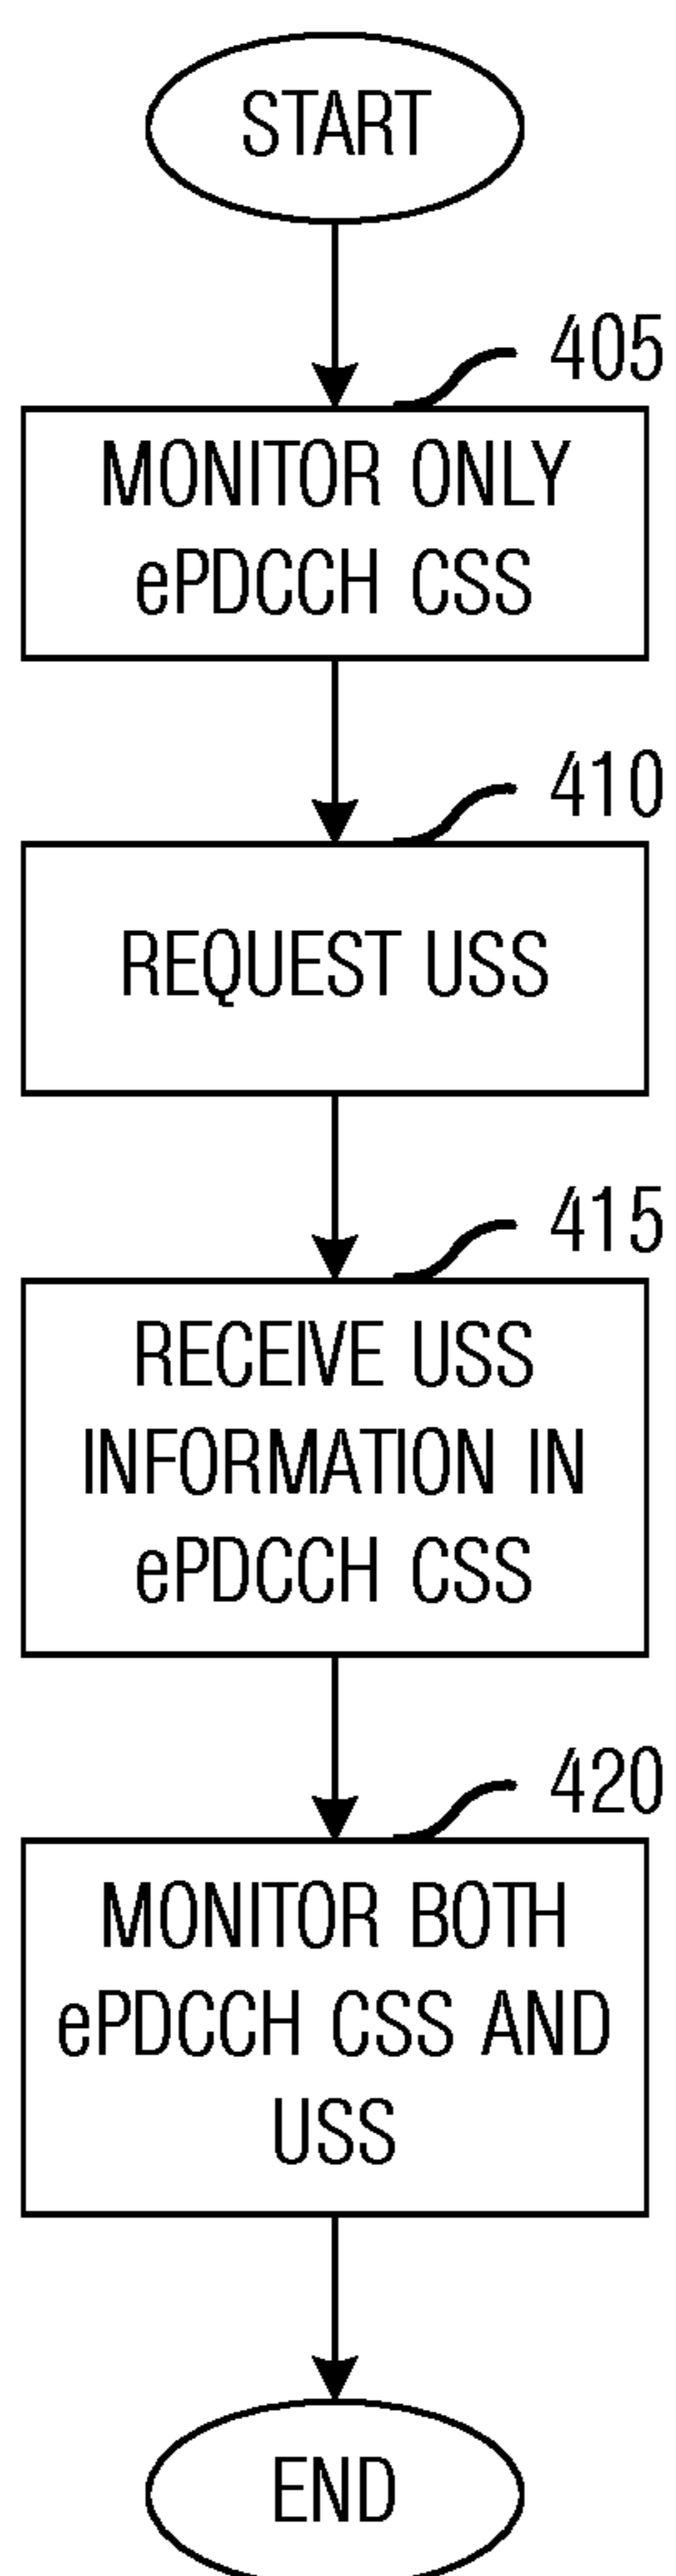 START
405
MONITOR ONLY
ePDCCH CSS
410
REQUEST USS
415
RECEIVE USS
INFORMATION IN
ePDCCH CSS
420
MONITOR BOTH
ePDCCH CSS AND
USS
END